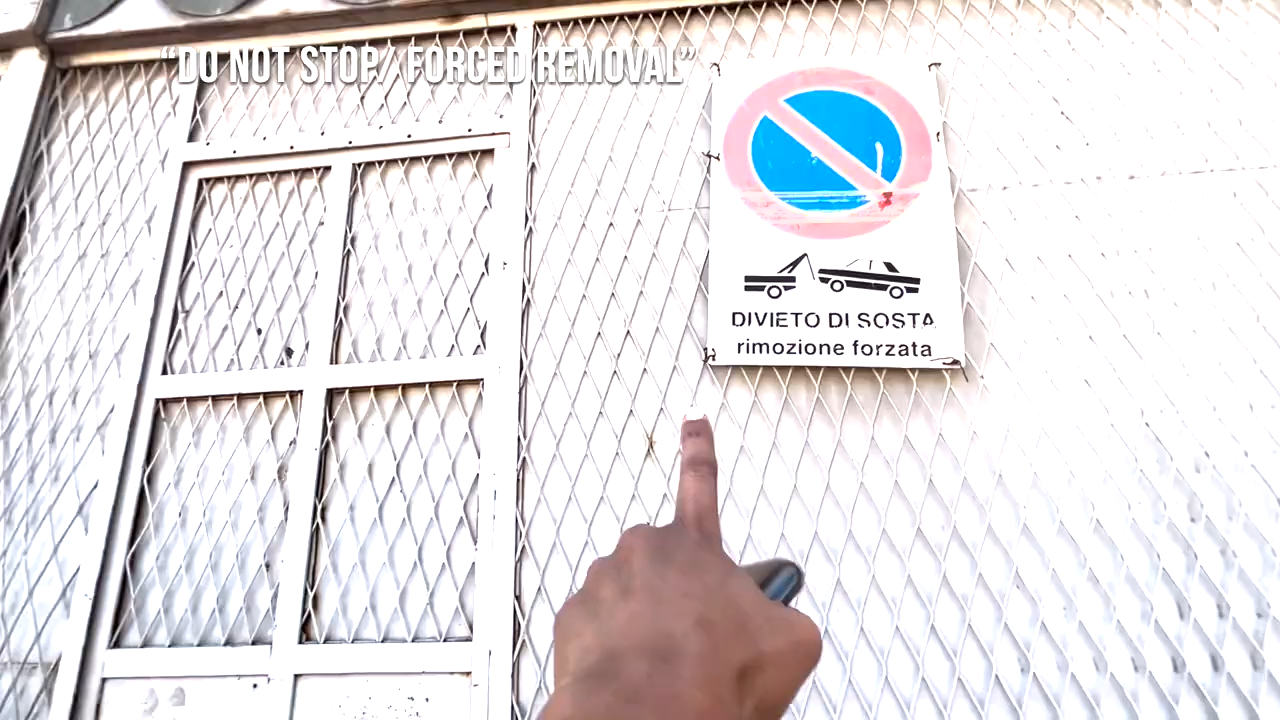 “DO NOT STOP/ FORCED REMOVAL”
DIVIETO DI SOSTA
rimozione forzata